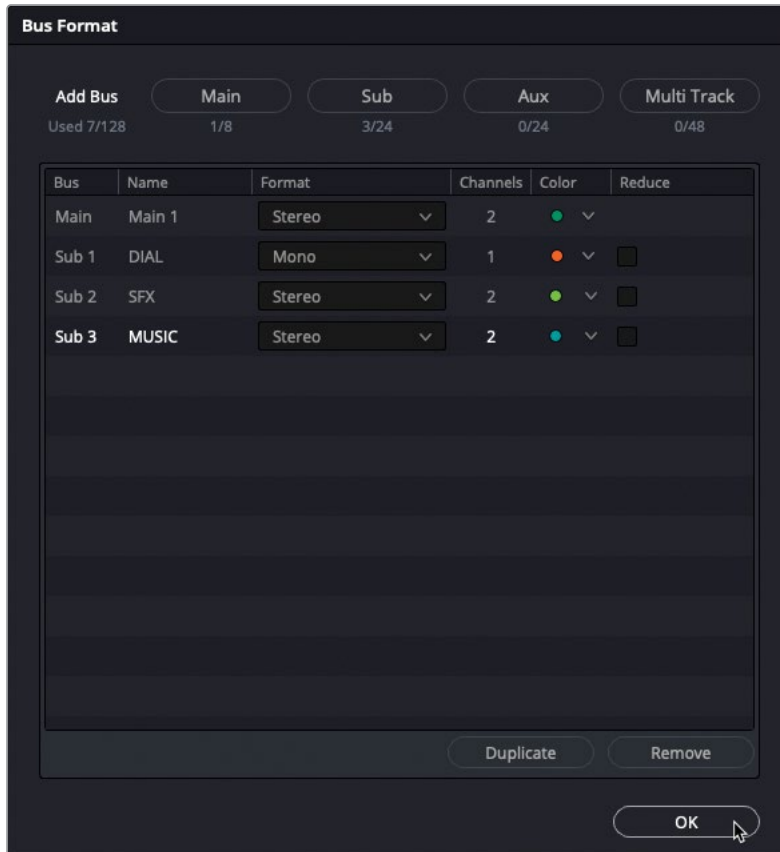 Bus Format
Add Bus Main Sub Aux Multi Track
Used 7/128 1/8 3/24 0/24 0/48
Bus Name Format Channels Color Reduce
Main Main 1 Stereo 2
Sub 1 DIAL Mono 1
Sub 2 SFX Stereo 2
Sub 3 MUSIC Stereo 2
Duplicate Remove
OK